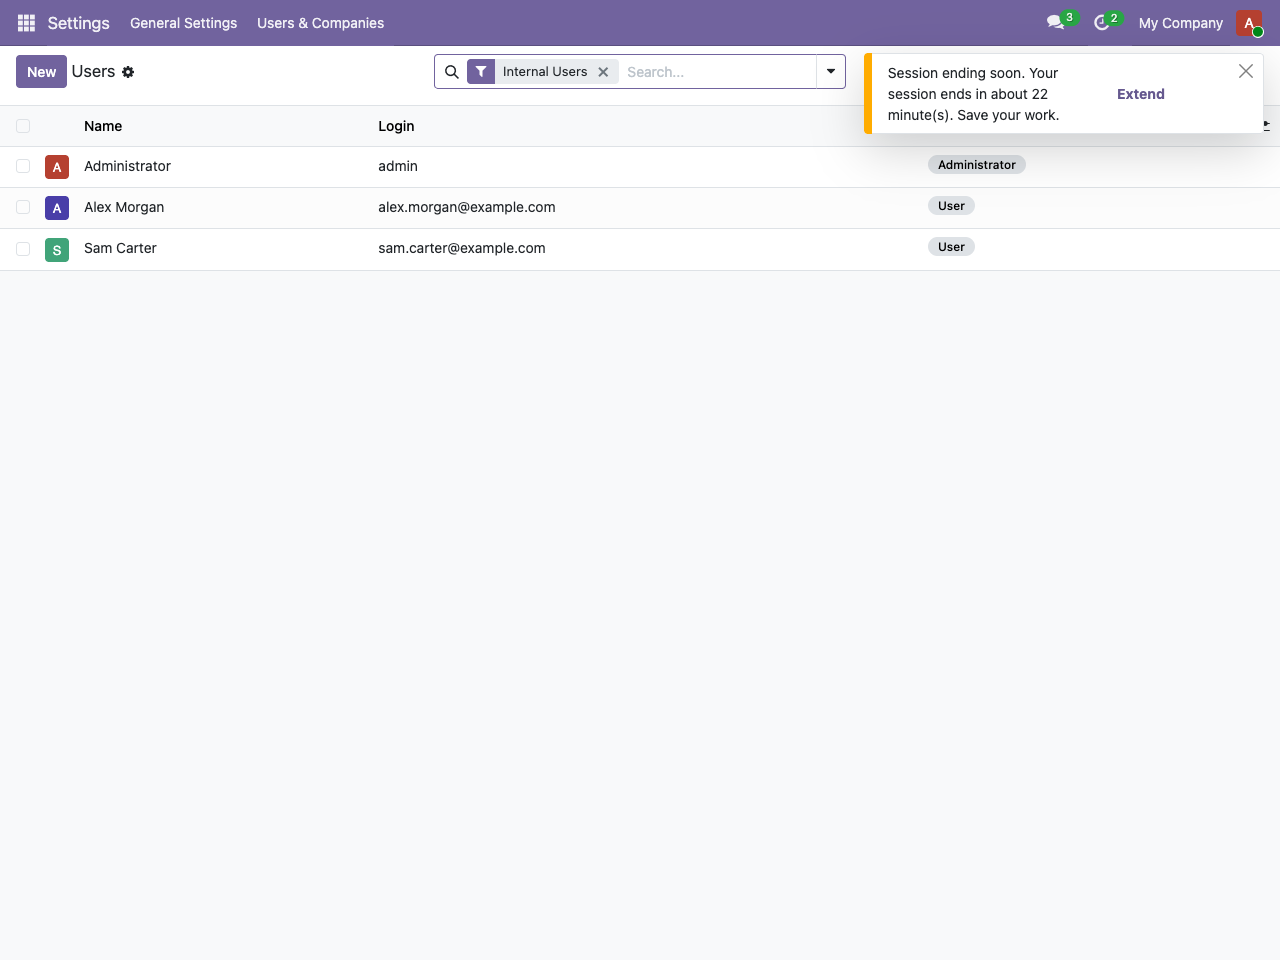 Settings General Settings Users & Companies 3 2 My Company A
New Users Internal Users Search...
Session ending soon. Your
session ends in about 22
minute(s). Save your work.
Extend
Name Login
A Administrator admin Administrator
A Alex Morgan alex.morgan@example.com User
S Sam Carter sam.carter@example.com User